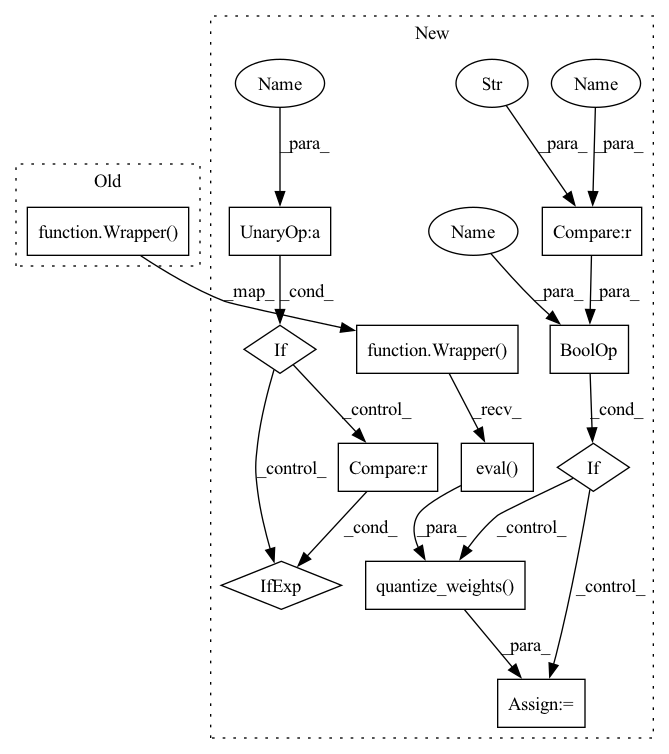 New
Name
Str
Name
_para_
_para_
_para_
Old
function.Wrapper()
UnaryOp:a
Name
Compare:r
_map_
_cond_
_para_
_para_
If
function.Wrapper()
BoolOp
_control_
_recv_
_cond_
_control_
Compare:r
eval()
If
_cond_
_para_
_control_
_control_
IfExp
quantize_weights()
_para_
Assign:=